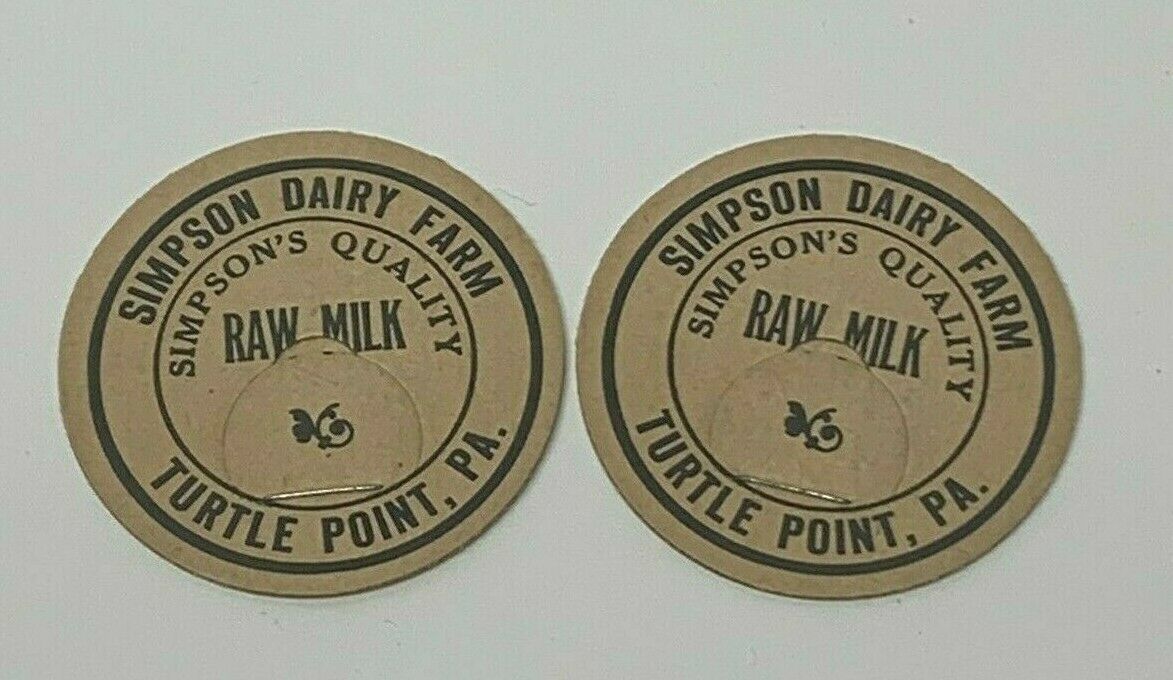 SIMPSON DAIRY FARM
SIMPSON'S QUALITY
RAW MILK
TURTLE POINT, PA.
SIMPSON DAIRY FARM
SIMPSON'S QUALITY
RAW MILK
TURTLE POINT, PA.